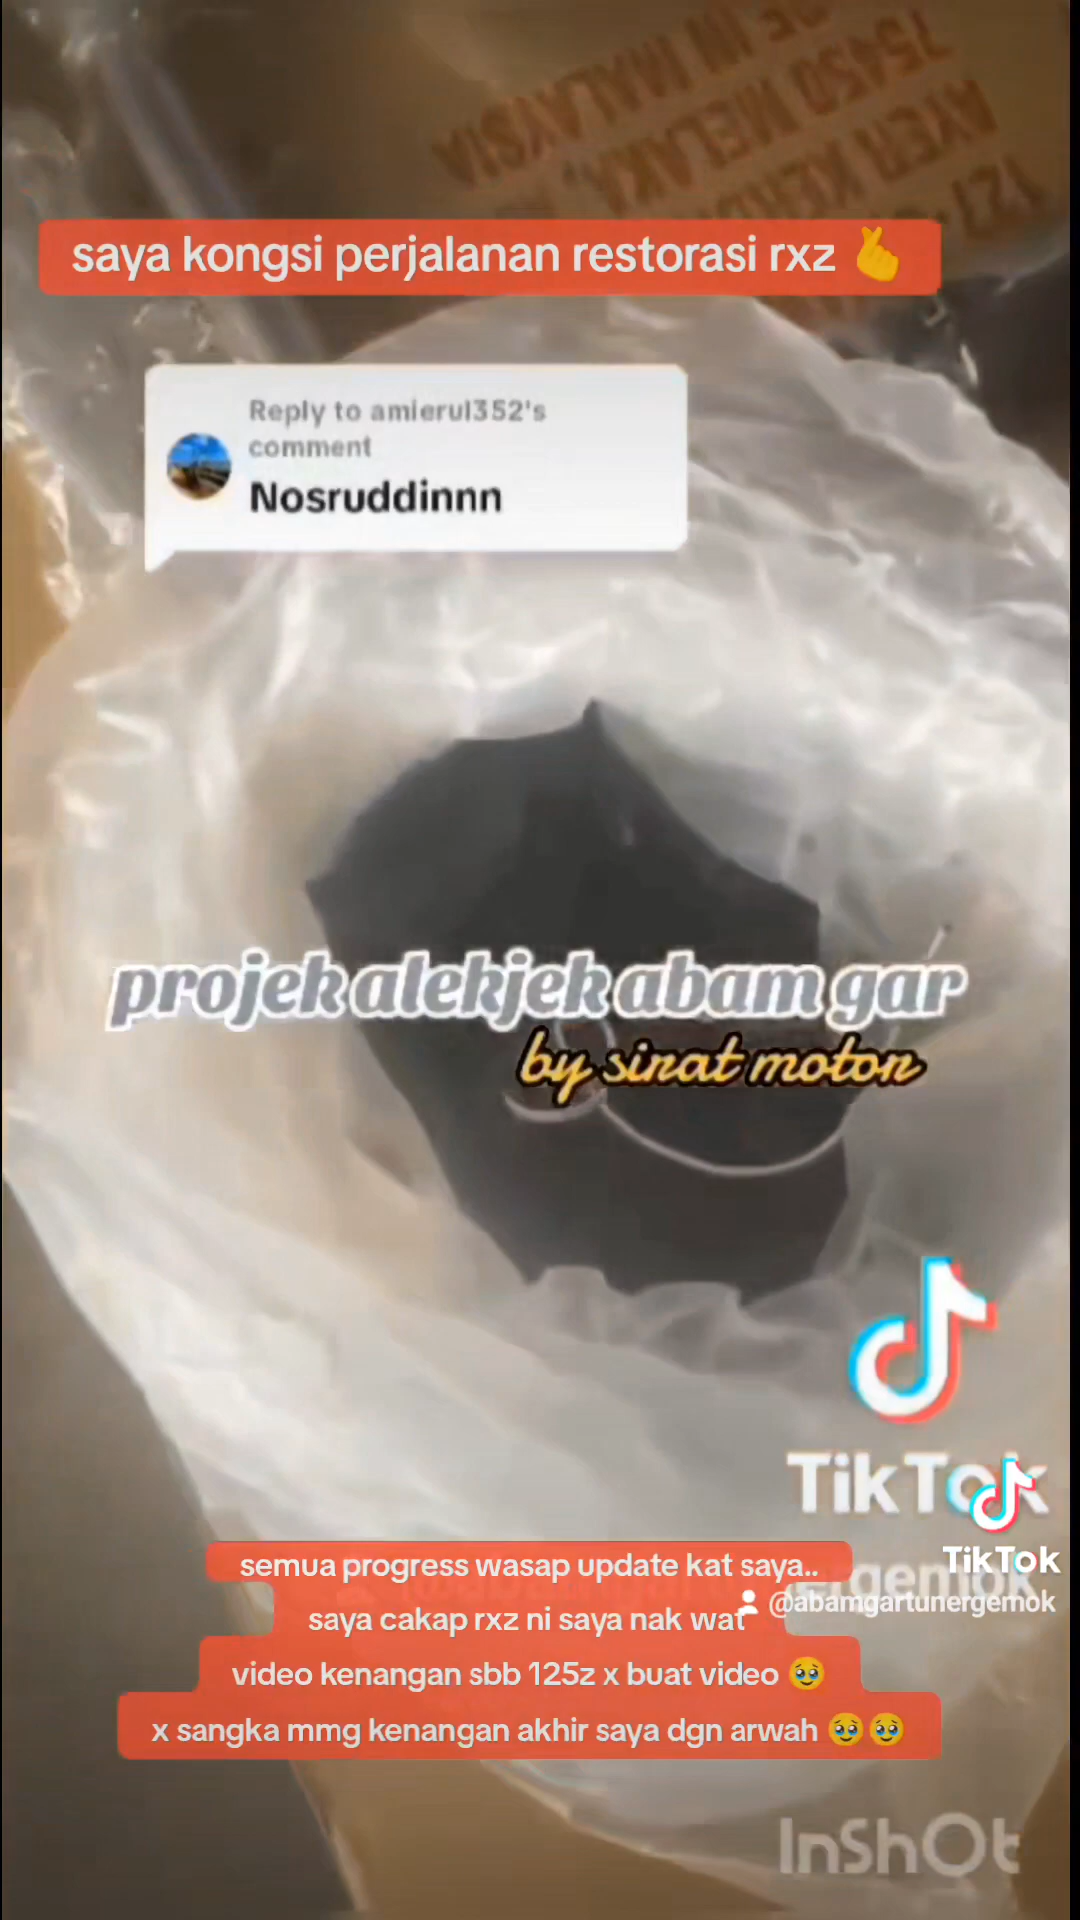 75450 MELAKA,
saya kongsi perjalanan restorasi rxz 🫰
Reply to amierul352's
comment
Nosruddinnn
projek alekjek abam gar
by sirat motor
TikTok
TikTok
@abamgartunergemok
semua progress wasap update kat saya..
saya cakap rxz ni saya nak wat
video kenangan sbb 125z x buat video 🥹
x sangka mmg kenangan akhir saya dgn arwah 🥹🥹
InShOt